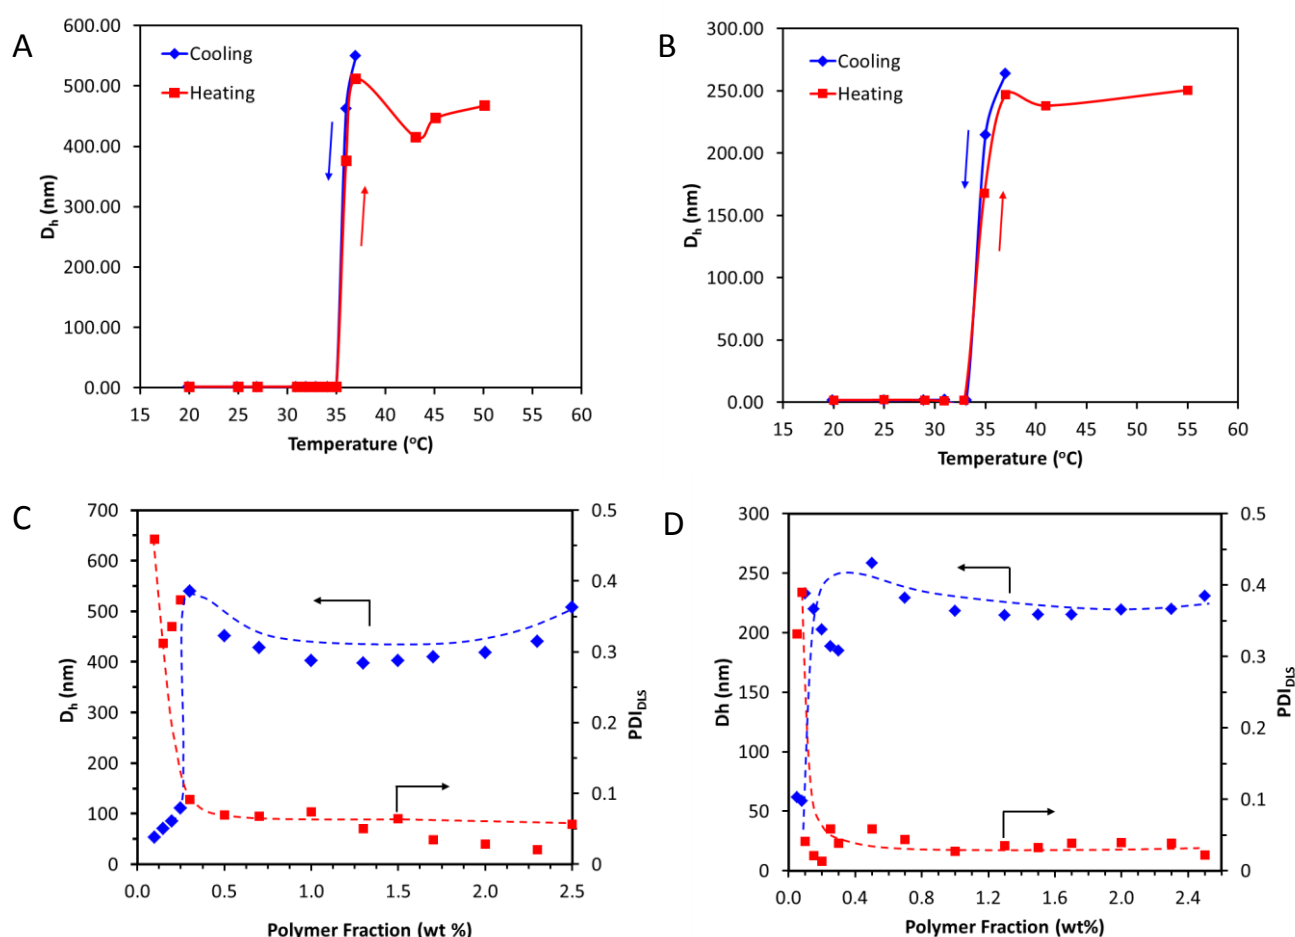 A
600.00
500.00
400.00
300.00
200.00
100.00
0.00
Dh (nm)
Cooling
Heating
15 20 25 30 35 40 45 50 55 60
Temperature (oC)
B
300.00
250.00
200.00
150.00
100.00
50.00
0.00
Dh (nm)
Cooling
Heating
15 20 25 30 35 40 45 50 55 60
Temperature (oC)
C
700
600
500
400
300
200
100
0
Dh (nm)
0.5
0.4
0.3
0.2
0.1
0
PDIDLS
0.0 0.5 1.0 1.5 2.0 2.5
Polymer Fraction (wt %)
D
300
250
200
150
100
50
0
Dh (nm)
0.5
0.4
0.3
0.2
0.1
0
PDIDLS
0.0 0.4 0.8 1.2 1.6 2.0 2.4
Polymer Fraction (wt%)